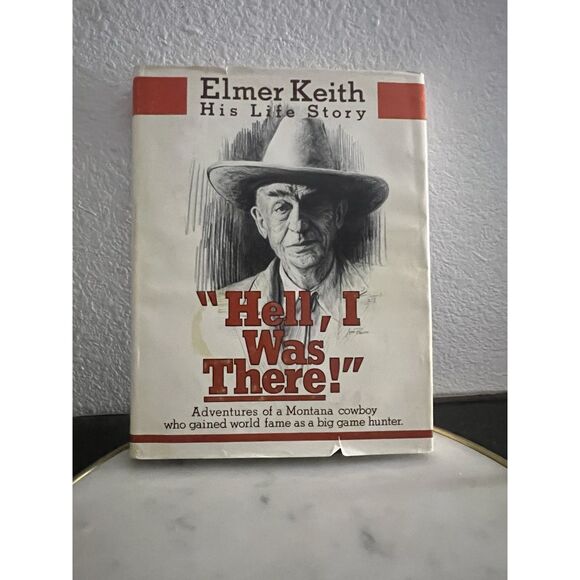 Elmer Keith
His Life Story
"Hell, I
Was
There!"
Adventures of a Montana cowboy
who gained world fame as a big game hunter.